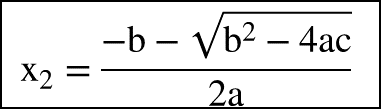 x₂ = (−b − √(b² − 4ac)) / 2a